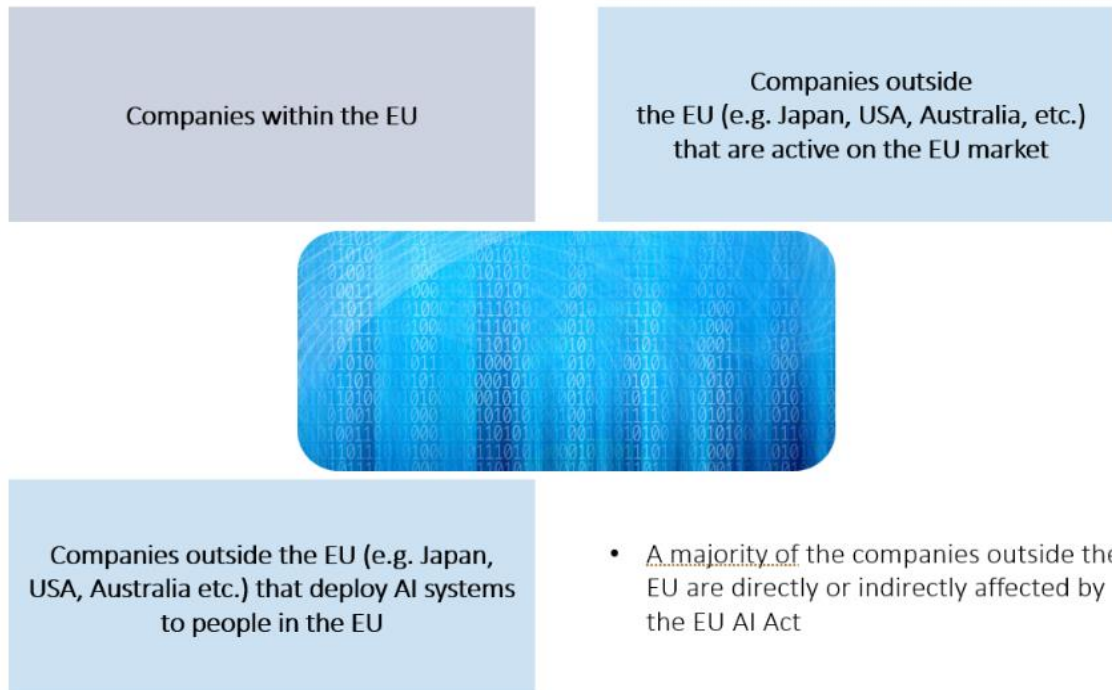 Companies within the EU
Companies outside
the EU (e.g. Japan, USA, Australia, etc.)
that are active on the EU market
Companies outside the EU (e.g. Japan,
USA, Australia etc.) that deploy AI systems
to people in the EU
• A majority of the companies outside the
EU are directly or indirectly affected by
the EU AI Act